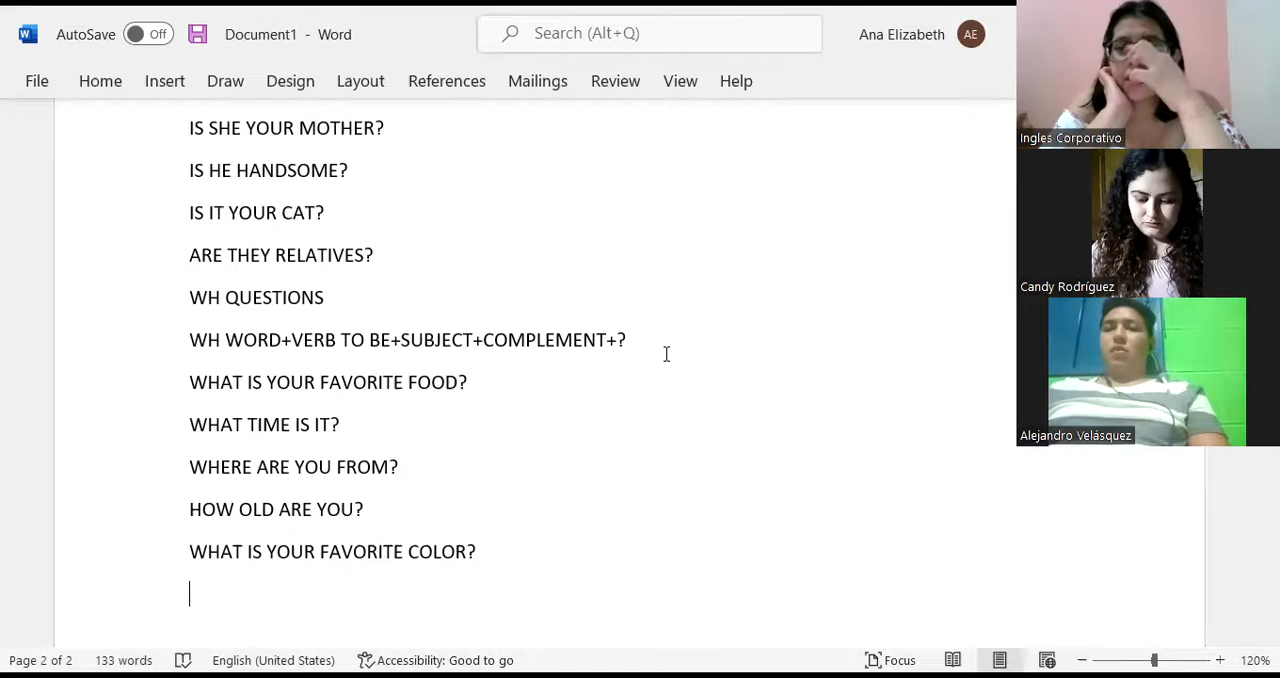 AutoSave Off Document1 - Word Search (Alt+Q) Ana Elizabeth AE
File Home Insert Draw Design Layout References Mailings Review View Help
IS SHE YOUR MOTHER?
IS HE HANDSOME?
IS IT YOUR CAT?
ARE THEY RELATIVES?
WH QUESTIONS
WH WORD+VERB TO BE+SUBJECT+COMPLEMENT+?
WHAT IS YOUR FAVORITE FOOD?
WHAT TIME IS IT?
WHERE ARE YOU FROM?
HOW OLD ARE YOU?
WHAT IS YOUR FAVORITE COLOR?
Ingles Corporativo
Candy Rodríguez
Alejandro Velásquez
Page 2 of 2 133 words English (United States) Accessibility: Good to go Focus 120%